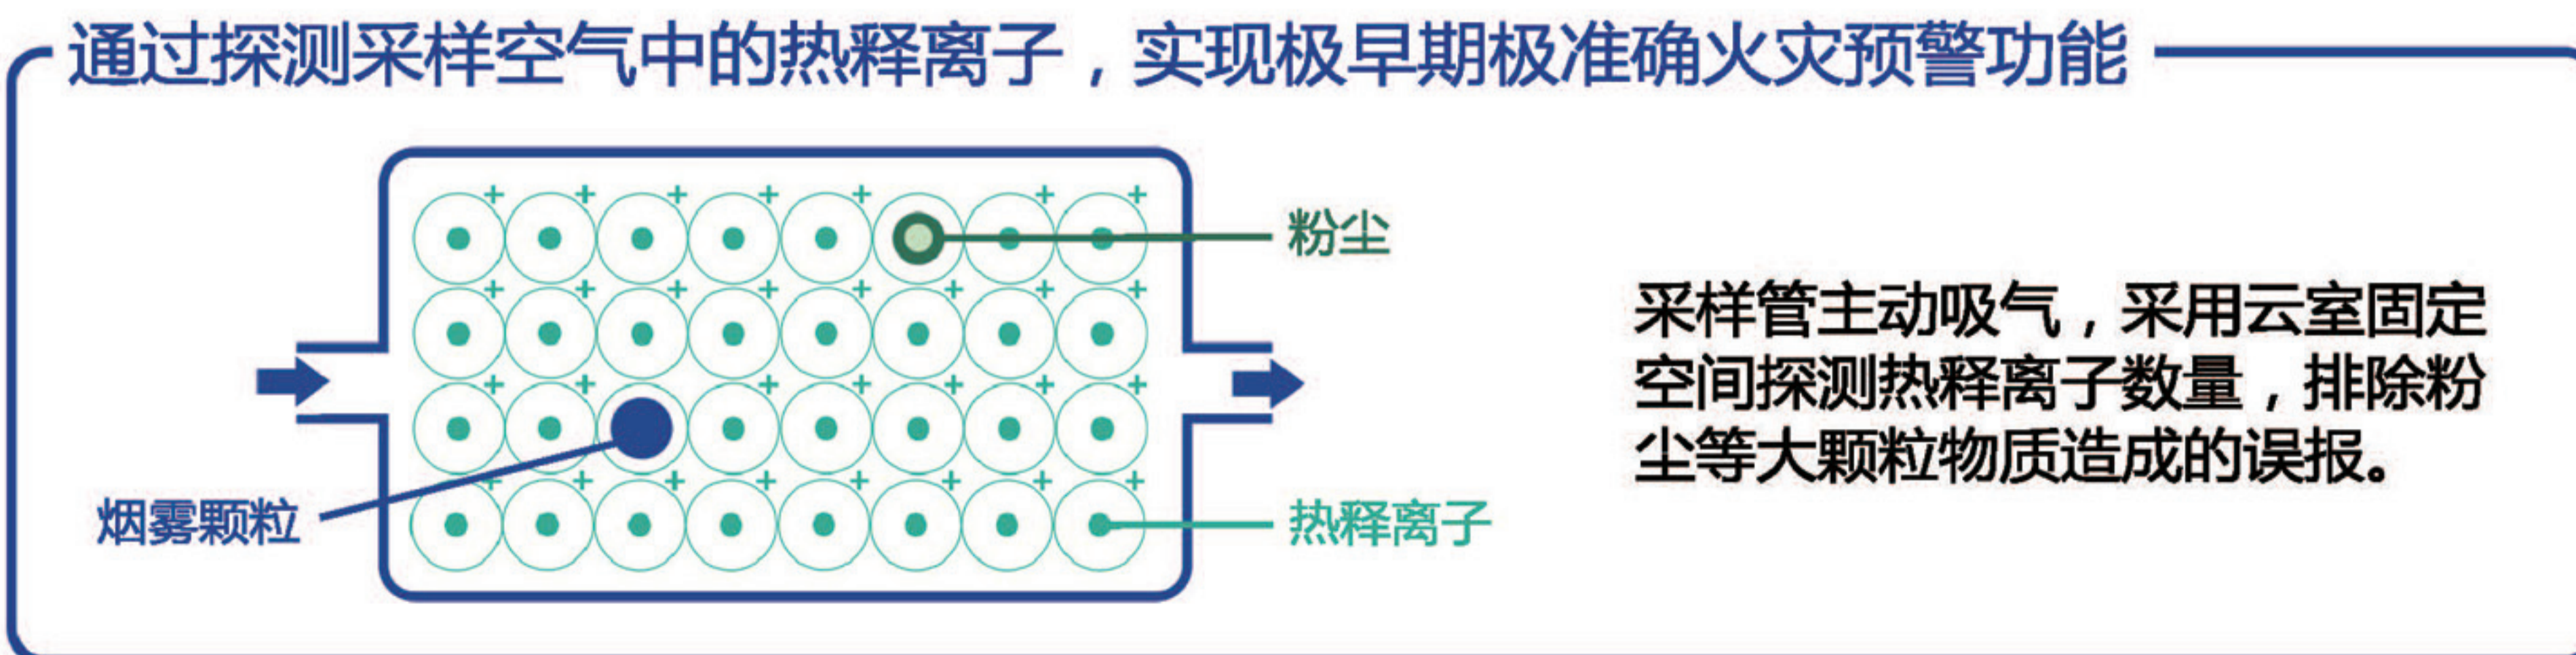 通过探测采样空气中的热释离子，实现极早期极准确火灾预警功能
粉尘
采样管主动吸气，采用云室固定
空间探测热释离子数量，排除粉
尘等大颗粒物质造成的误报。
烟雾颗粒
热释离子